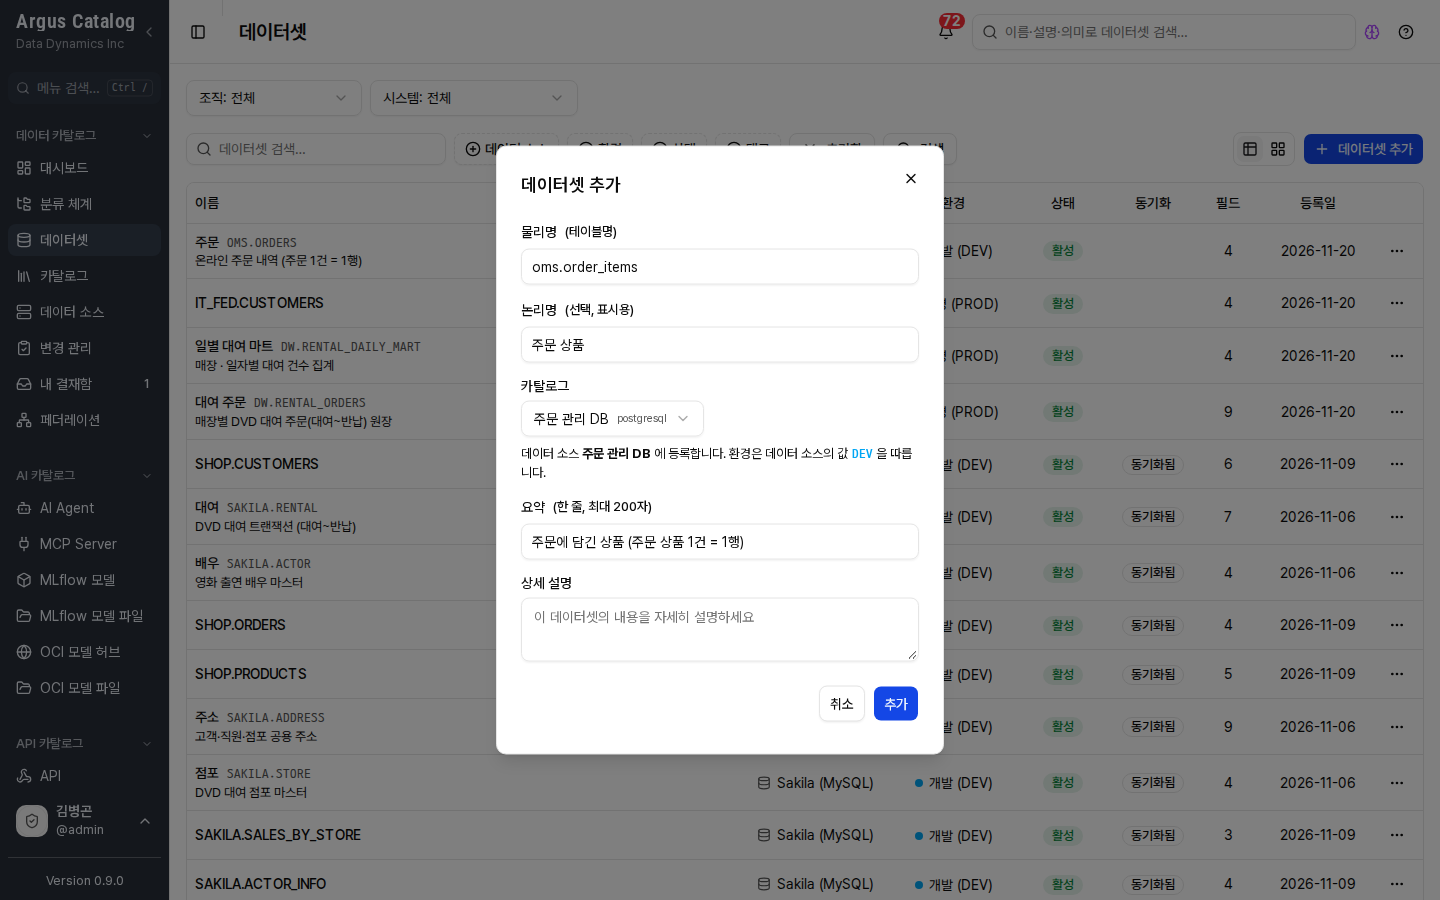 Argus Catalog
Data Dynamics Inc
메뉴 검색... Ctrl /
데이터 카탈로그
대시보드
분류 체계
데이터셋
카탈로그
데이터 소스
변경 관리
내 결재함 1
페더레이션
AI 카탈로그
AI Agent
MCP Server
MLflow 모델
MLflow 모델 파일
OCI 모델 허브
OCI 모델 파일
API 카탈로그
API
김병곤
@admin
Version 0.9.0
데이터셋
72
이름·설명·의미로 데이터셋 검색...
조직: 전체
시스템: 전체
데이터셋 검색...
데이터셋 추가
이름 환경 상태 동기화 필드 등록일
주문 OMS.ORDERS
온라인 주문 내역 (주문 1건 = 1행)
(DEV) 활성 4 2026-11-20
IT_FED.CUSTOMERS (PROD) 활성 4 2026-11-20
일별 대여 마트 DW.RENTAL_DAILY_MART
매장 · 일자별 대여 건수 집계
(PROD) 활성 4 2026-11-20
대여 주문 DW.RENTAL_ORDERS
매장별 DVD 대여 주문(대여~반납) 원장
(PROD) 활성 9 2026-11-20
SHOP.CUSTOMERS (DEV) 활성 동기화됨 6 2026-11-09
대여 SAKILA.RENTAL
DVD 대여 트랜잭션 (대여~반납)
(DEV) 활성 동기화됨 7 2026-11-06
배우 SAKILA.ACTOR
영화 출연 배우 마스터
(DEV) 활성 동기화됨 4 2026-11-06
SHOP.ORDERS (DEV) 활성 동기화됨 4 2026-11-09
SHOP.PRODUCTS (DEV) 활성 동기화됨 5 2026-11-09
주소 SAKILA.ADDRESS
고객·직원·점포 공용 주소
(DEV) 활성 동기화됨 9 2026-11-06
점포 SAKILA.STORE
DVD 대여 점포 마스터
Sakila (MySQL) 개발 (DEV) 활성 동기화됨 4 2026-11-06
SAKILA.SALES_BY_STORE Sakila (MySQL) 개발 (DEV) 활성 동기화됨 3 2026-11-09
SAKILA.ACTOR_INFO Sakila (MySQL) 개발 (DEV) 활성 동기화됨 4 2026-11-09
데이터셋 추가
물리명 (테이블명)
oms.order_items
논리명 (선택, 표시용)
주문 상품
카탈로그
주문 관리 DB postgresql
데이터 소스 주문 관리 DB 에 등록합니다. 환경은 데이터 소스의 값 DEV 을 따릅
니다.
요약 (한 줄, 최대 200자)
주문에 담긴 상품 (주문 상품 1건 = 1행)
상세 설명
이 데이터셋의 내용을 자세히 설명하세요
취소 추가